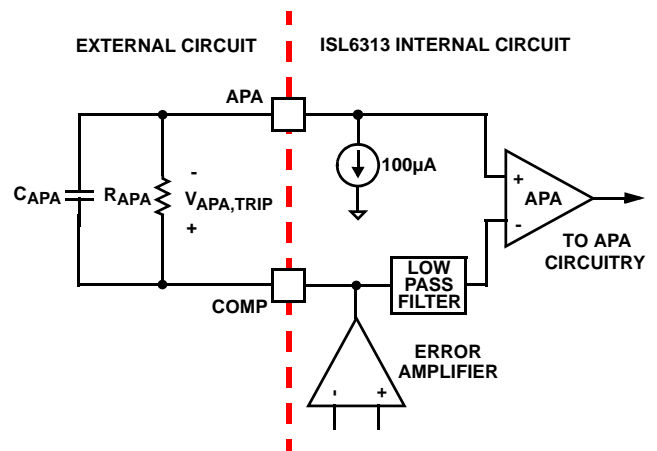 EXTERNAL CIRCUIT
ISL6313 INTERNAL CIRCUIT
APA
100µA
CAPA
RAPA
-
VAPA,TRIP
+
+
APA
-
TO APA
CIRCUITRY
LOW
PASS
FILTER
COMP
ERROR
AMPLIFIER
- +